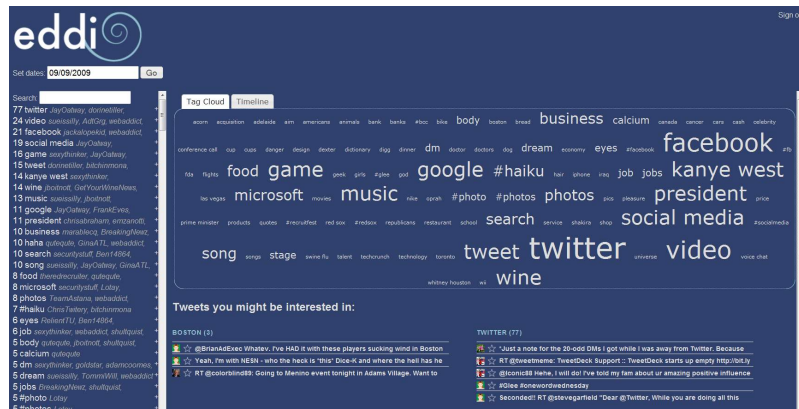 eddi
Sign o
Set dates: 09/09/2009 Go
Search:
77 twitter JayOatway, donnetiller,
24 video sueissilly, AdtGrg, webaddict,
21 facebook jackalopekid, webaddict,
19 social media JayOatway,
16 game sexythinker, JayOatway,
15 tweet donnetiller, bitchinmona,
14 kanye west sexythinker,
14 wine jboitnott, GetYourWineNews,
13 music sueissilly, jboitnott,
11 google JayOatway, FrankEves,
11 president chrisabraham, emzanotti,
10 business marablecq, BreakingNewz,
10 haha qutequte, GinaATL, webaddict,
10 search securitystuff, Ben14864,
10 song sueissilly, JayOatway, GinaATL,
8 food theredrecruiter, qutequte,
8 microsoft securitystuff, Lotay,
8 photos TeamAstana, webaddict,
7 #haiku ChrisTwitery, bitchinmona
6 eyes RelientTU, Ben14864,
6 job sexythinker, webaddict, shultquist,
5 body qutequte, jboitnott, shultquist,
5 calcium qutequte
5 dm sexythinker, goldstar, adamcoomes,
5 dream sueissilly, TommiWill, webaddict
5 jobs BreakingNewz, shultquist,
5 #photo Lotay
5 #photos Lotay
Tag Cloud Timeline
acorn acquisition adelaide aim americans animals bank banks #bcc bike body boston bread business calcium canada cancer cars cash celebrity
conference call cup cups danger design dexter dictionary digg dinner dm doctor doctors dog dream economy eyes #facebook facebook #fb
fda flights food game geek girls #glee god google #haiku hair iphone iraq job jobs kanye west
las vegas microsoft movies music nike oprah #photo #photos photos pics pleasure president price
prime minister products quotes #recruitfest red sox #redsox republicans restaurant school search service shakira shop social media #socialmedia
song songs stage swine flu talent techcrunch technology toronto tweet twitter universe video voice chat
whitney houston wii wine
Tweets you might be interested in:
BOSTON (3)
@BrianAdExec Whatev. I've HAD it with these players sucking wind in Boston
Yeah, I'm with NESN - who the heck is "this" Dice-K and where the hell has he
RT @colorblind89: Going to Menino event tonight in Adams Village. Want to
TWITTER (77)
"Just a note for the 20-odd DMs I got while I was away from Twitter. Because
RT @tweetmeme: TweetDeck Support :: TweetDeck starts up empty http://bit.ly
@Iconic88 Hehe, I will do! I've told my fam about ur amazing positive influence
#Glee #onewordwednesday
Seconded!! RT @stevegarfield "Dear @Twitter, While you are doing all this